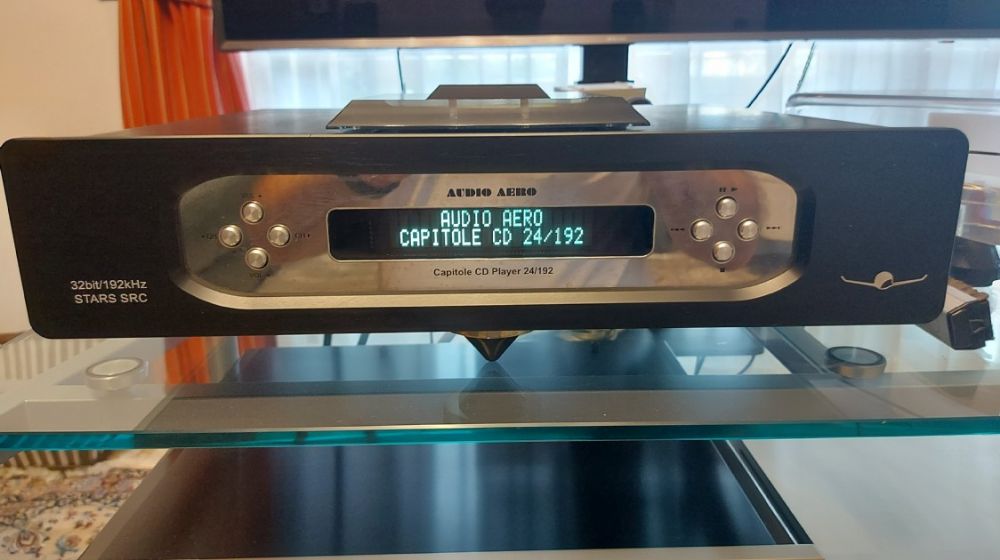 AUDIO AERO
AUDIO AERO
CAPITOLE CD 24/192
Capitole CD Player 24/192
32bit/192kHz
STARS SRC